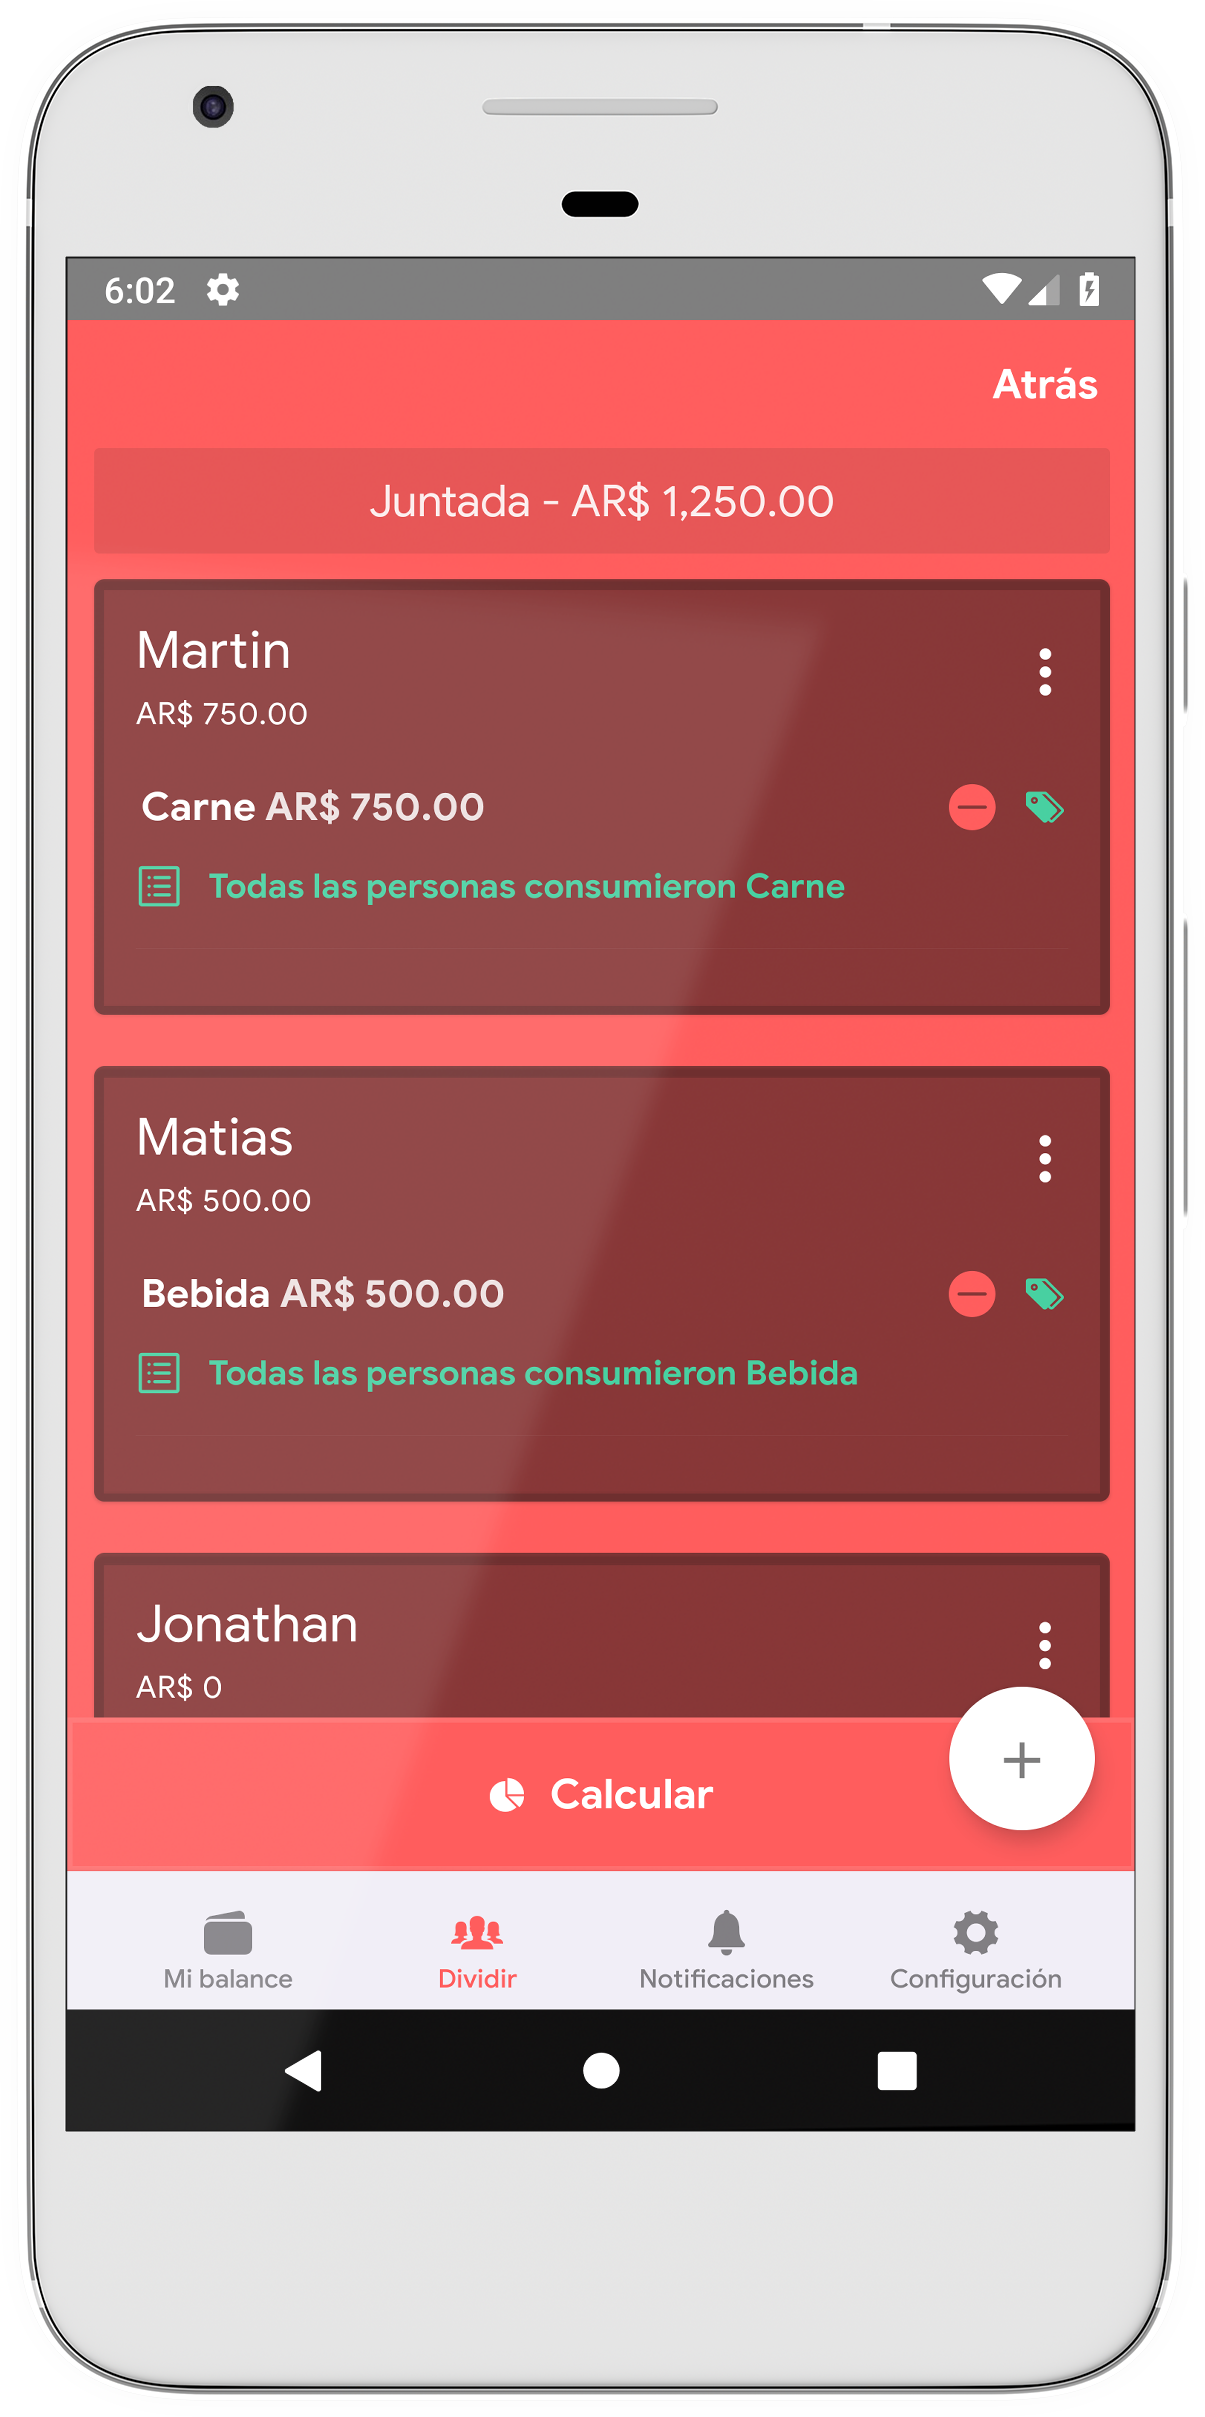 6:02
Atrás
Juntada - AR$ 1,250.00
Martin
AR$ 750.00
Carne AR$ 750.00
Todas las personas consumieron Carne
Matias
AR$ 500.00
Bebida AR$ 500.00
Todas las personas consumieron Bebida
Jonathan
AR$ 0
Calcular
+
Mi balance
Dividir
Notificaciones
Configuración